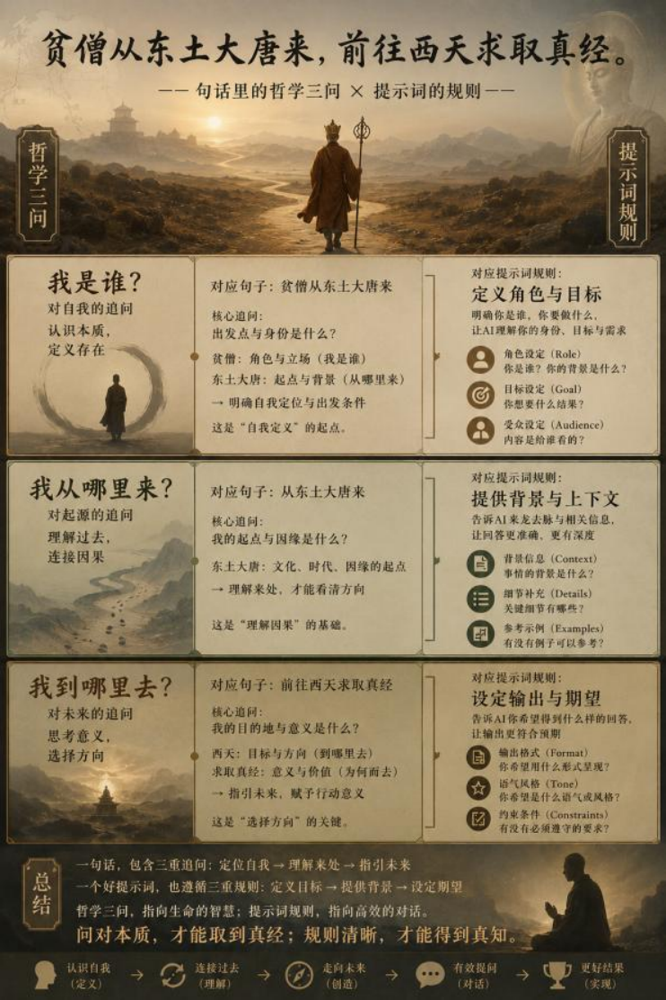 贫僧从东土大唐来，前往西天求取真经。
—— 句话里的哲学三问 × 提示词的规则——
哲学三问
提示词规则
我是谁？
对自我的追问
认识本质，
定义存在
对应句子：贫僧从东土大唐来
核心追问：
出发点与身份是什么？
贫僧：角色与立场（我是谁）
东土大唐：起点与背景（从哪里来）
→ 明确自我定位与出发条件
这是“自我定义”的起点。
对应提示词规则：
定义角色与目标
明确你是谁，你要做什么，
让AI理解你的身份、目标与需求
角色设定（Role）
你是谁？你的背景是什么？
目标设定（Goal）
你想要什么结果？
受众设定（Audience）
内容是给谁看的？
我从哪里来？
对起源的追问
理解过去，
连接因果
对应句子：从东土大唐来
核心追问：
我的起点与因缘是什么？
东土大唐：文化、时代、因缘的起点
→ 理解来处，才能看清方向
这是“理解因果”的基础。
对应提示词规则：
提供背景与上下文
告诉AI来龙去脉与相关信息，
让回答更准确、更有深度
背景信息（Context）
事情的背景是什么？
细节补充（Details）
关键细节有哪些？
参考示例（Examples）
有没有例子可以参考？
我到哪里去？
对未来的追问
思考意义，
选择方向
对应句子：前往西天求取真经
核心追问：
我的目的地与意义是什么？
西天：目标与方向（到哪里去）
求取真经：意义与价值（为何而去）
→ 指引未来，赋予行动意义
这是“选择方向”的关键。
对应提示词规则：
设定输出与期望
告诉AI你希望得到什么样的回答，
让输出更符合预期
输出格式（Format）
你希望用什么形式呈现？
语气风格（Tone）
你希望是什么语气或风格？
约束条件（Constraints）
有没有必须遵守的要求？
总结
一句话，包含三重追问：定位自我 → 理解来处 → 指引未来
一个好提示词，也遵循三重规则：定义目标 → 提供背景 → 设定期望
哲学三问，指向生命的智慧；提示词规则，指向高效的对话。
问对本质，才能取到真经；规则清晰，才能得到真知。
认识自我
（定义）
→
连接过去
（理解）
→
走向未来
（创造）
→
有效提问
（对话）
→
更好结果
（实现）